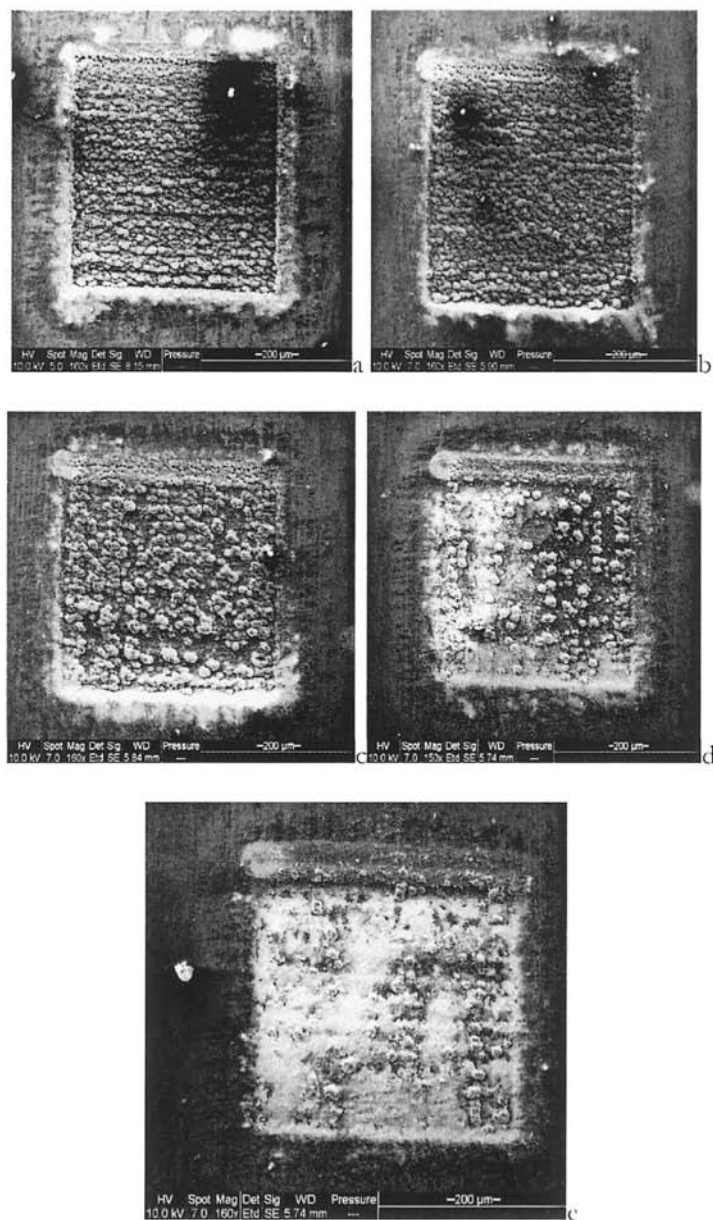 HV Spot Mag Det Sig WD Pressure —200 µm—
10.0 kV 5.0 160x Etd SE 8.15 mm ---
a
HV Spot Mag Det Sig WD Pressure —200 µm—
10.0 kV 7.0 160x Etd SE 5.90 mm ---
b
HV Spot Mag Det Sig WD Pressure —200 µm—
10.0 kV 7.0 160x Etd SE 5.84 mm ---
c
HV Spot Mag Det Sig WD Pressure —200 µm—
10.0 kV 7.0 150x Etd SE 5.74 mm ---
d
HV Spot Mag Det Sig WD Pressure —200 µm—
10.0 kV 7.0 160x Etd SE 5.74 mm ---
e